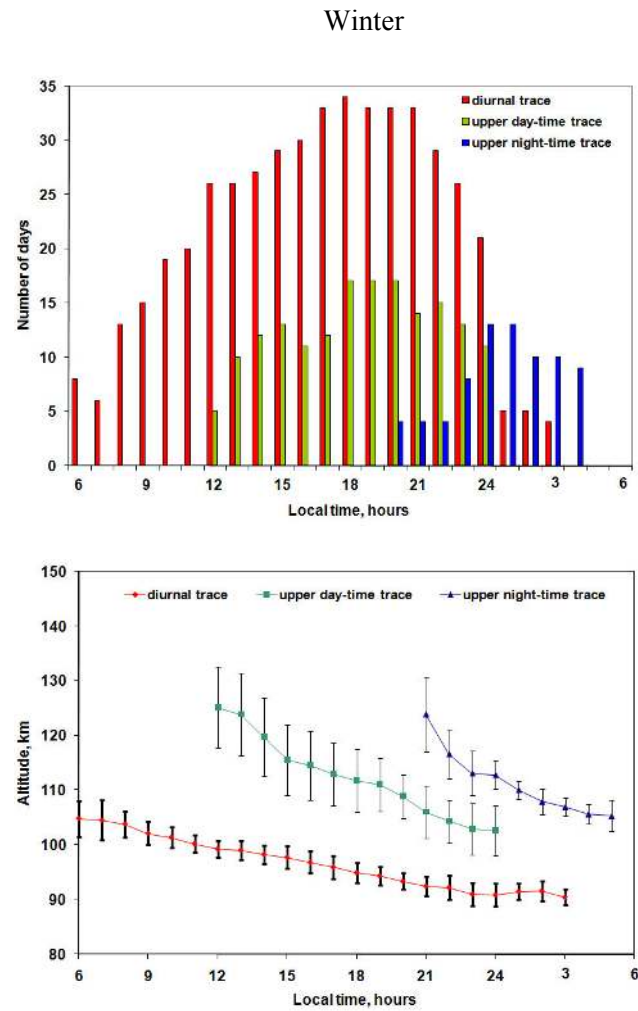 Winter
35
30
25
20
15
10
5
0
Number of days
diurnal trace
upper day-time trace
upper night-time trace
6 9 12 15 18 21 24 3 6
Local time, hours
150
140
130
120
110
100
90
80
Altitude, km
diurnal trace upper day-time trace upper night-time trace
6 9 12 15 18 21 24 3 6
Local time, hours